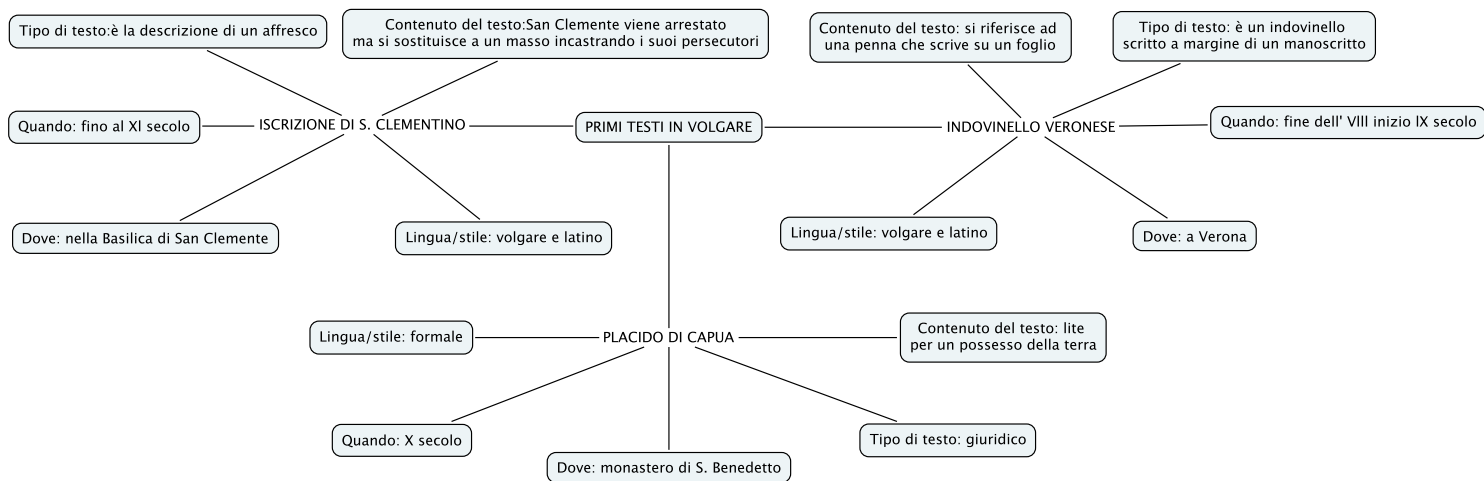 Tipo di testo:è la descrizione di un affresco
Contenuto del testo:San Clemente viene arrestato
ma si sostituisce a un masso incastrando i suoi persecutori
Quando: fino al XI secolo
ISCRIZIONE DI S. CLEMENTINO
Dove: nella Basilica di San Clemente
Lingua/stile: volgare e latino
PRIMI TESTI IN VOLGARE
Contenuto del testo: si riferisce ad
una penna che scrive su un foglio
Tipo di testo: è un indovinello
scritto a margine di un manoscritto
INDOVINELLO VERONESE
Quando: fine dell' VIII inizio IX secolo
Lingua/stile: volgare e latino
Dove: a Verona
Lingua/stile: formale
PLACIDO DI CAPUA
Contenuto del testo: lite
per un possesso della terra
Quando: X secolo
Dove: monastero di S. Benedetto
Tipo di testo: giuridico